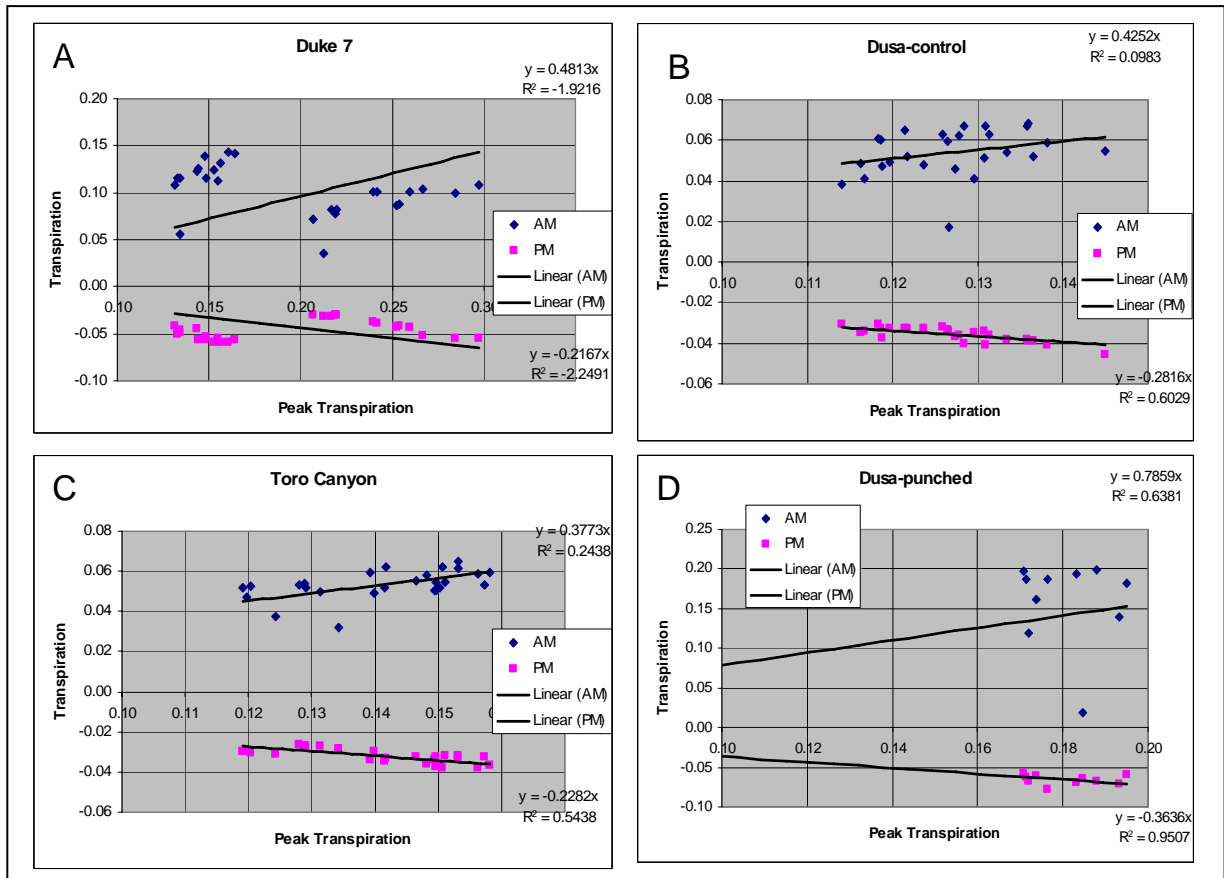 A
Duke 7
y = 0.4813x
R² = -1.9216
0.20
0.15
0.10
0.05
0.00
-0.05
-0.10
0.10
0.15
0.20
0.25
0.30
Transpiration
Peak Transpiration
AM
PM
Linear (AM)
Linear (PM)
y = -0.2167x
R² = -2.2491
B
Dusa-control
y = 0.4252x
R² = 0.0983
0.08
0.06
0.04
0.02
0.00
-0.02
-0.04
-0.06
0.10
0.11
0.12
0.13
0.14
Transpiration
Peak Transpiration
AM
PM
Linear (AM)
Linear (PM)
y = -0.2816x
R² = 0.6029
C
Toro Canyon
y = 0.3773x
R² = 0.2438
0.08
0.06
0.04
0.02
0.00
-0.02
-0.04
-0.06
0.10
0.11
0.12
0.13
0.14
0.15
Transpiration
Peak Transpiration
AM
PM
Linear (AM)
Linear (PM)
y = -0.2282x
R² = 0.5438
D
Dusa-punched
y = 0.7859x
R² = 0.6381
0.25
0.20
0.15
0.10
0.05
0.00
-0.05
-0.10
0.10
0.12
0.14
0.16
0.18
0.20
Transpiration
Peak Transpiration
AM
PM
Linear (AM)
Linear (PM)
y = -0.3636x
R² = 0.9507